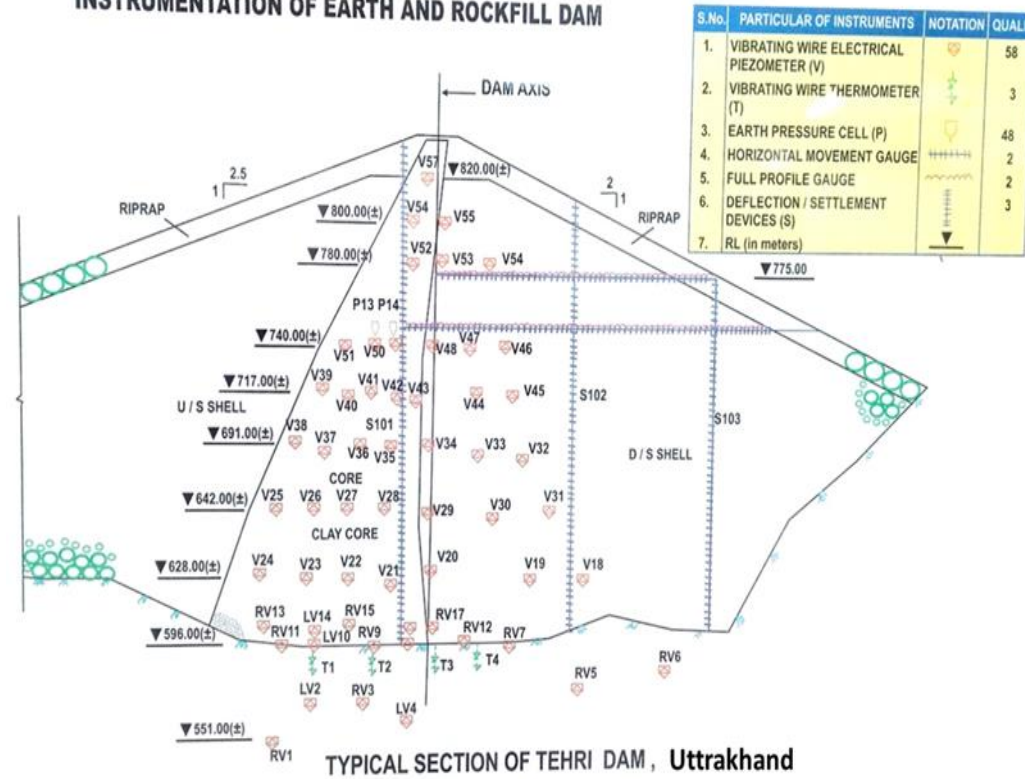 INSTRUMENTATION OF EARTH AND ROCKFILL DAM
S.No. PARTICULAR OF INSTRUMENTS NOTATION QUAL
1. VIBRATING WIRE ELECTRICAL PIEZOMETER (V) 58
2. VIBRATING WIRE THERMOMETER (T) 3
3. EARTH PRESSURE CELL (P) 48
4. HORIZONTAL MOVEMENT GAUGE 2
5. FULL PROFILE GAUGE 2
6. DEFLECTION / SETTLEMENT DEVICES (S) 3
7. RL (in meters)
DAM AXIS
V57
820.00(±)
2.5
1
2
1
RIPRAP
RIPRAP
800.00(±)
V54
V55
780.00(±)
V52
V53
V54
775.00
P13 P14
740.00(±)
V51
V50
V48
V47
V46
717.00(±)
V39
V40
V41
V42
V43
V44
V45
S102
U / S SHELL
S101
S103
691.00(±)
V38
V37
V36
V35
V34
V33
V32
D / S SHELL
CORE
642.00(±)
V25
V26
V27
V28
V29
V30
V31
CLAY CORE
628.00(±)
V24
V23
V22
V21
V20
V19
V18
596.00(±)
RV13
RV11
LV14
LV10
RV15
RV9
RV17
RV12
RV7
T1
T2
T3
T4
RV5
RV6
LV2
RV3
LV4
551.00(±)
RV1
TYPICAL SECTION OF TEHRI DAM , Uttrakhand